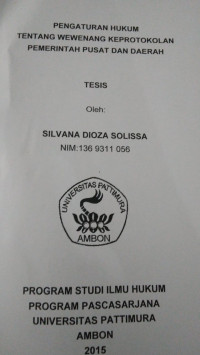 PENGATURAN HUKUM
TENTANG WEWENANG KEPROTOKOLAN
PEMERINTAH PUSAT DAN DAERAH
TESIS
Oleh:
SILVANA DIOZA SOLISSA
NIM:136 9311 056
UNIVERSITAS PATTIMURA
AMBON
PROGRAM STUDI ILMU HUKUM
PROGRAM PASCASARJANA
UNIVERSITAS PATTIMURA
AMBON
2015